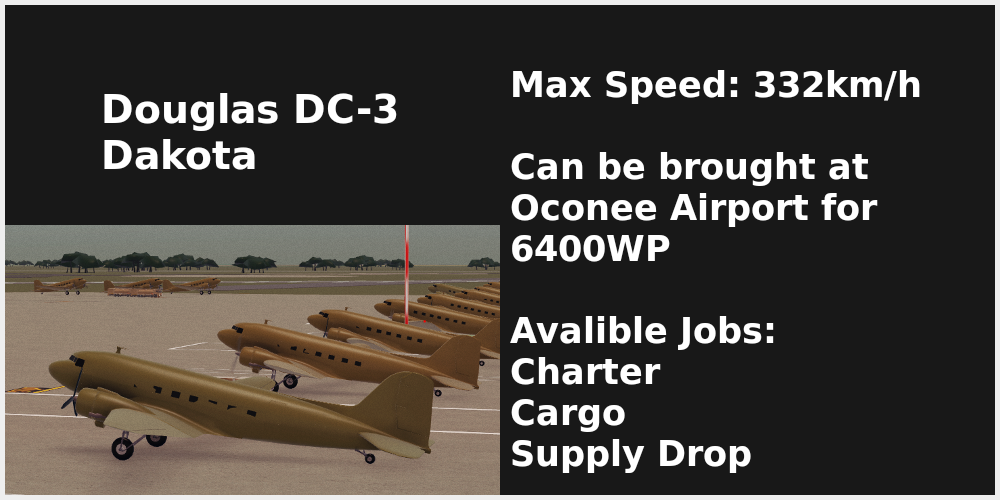 Douglas DC-3
Dakota
Max Speed: 332km/h
Can be brought at
Oconee Airport for
6400WP
Avalible Jobs:
Charter
Cargo
Supply Drop